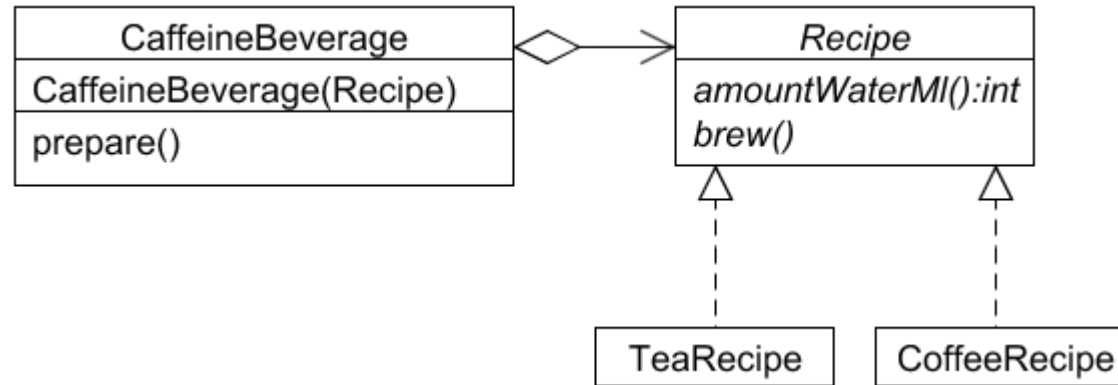 CaffeineBeverage
CaffeineBeverage(Recipe)
prepare()
Recipe
amountWaterMl():int
brew()
TeaRecipe
CoffeeRecipe